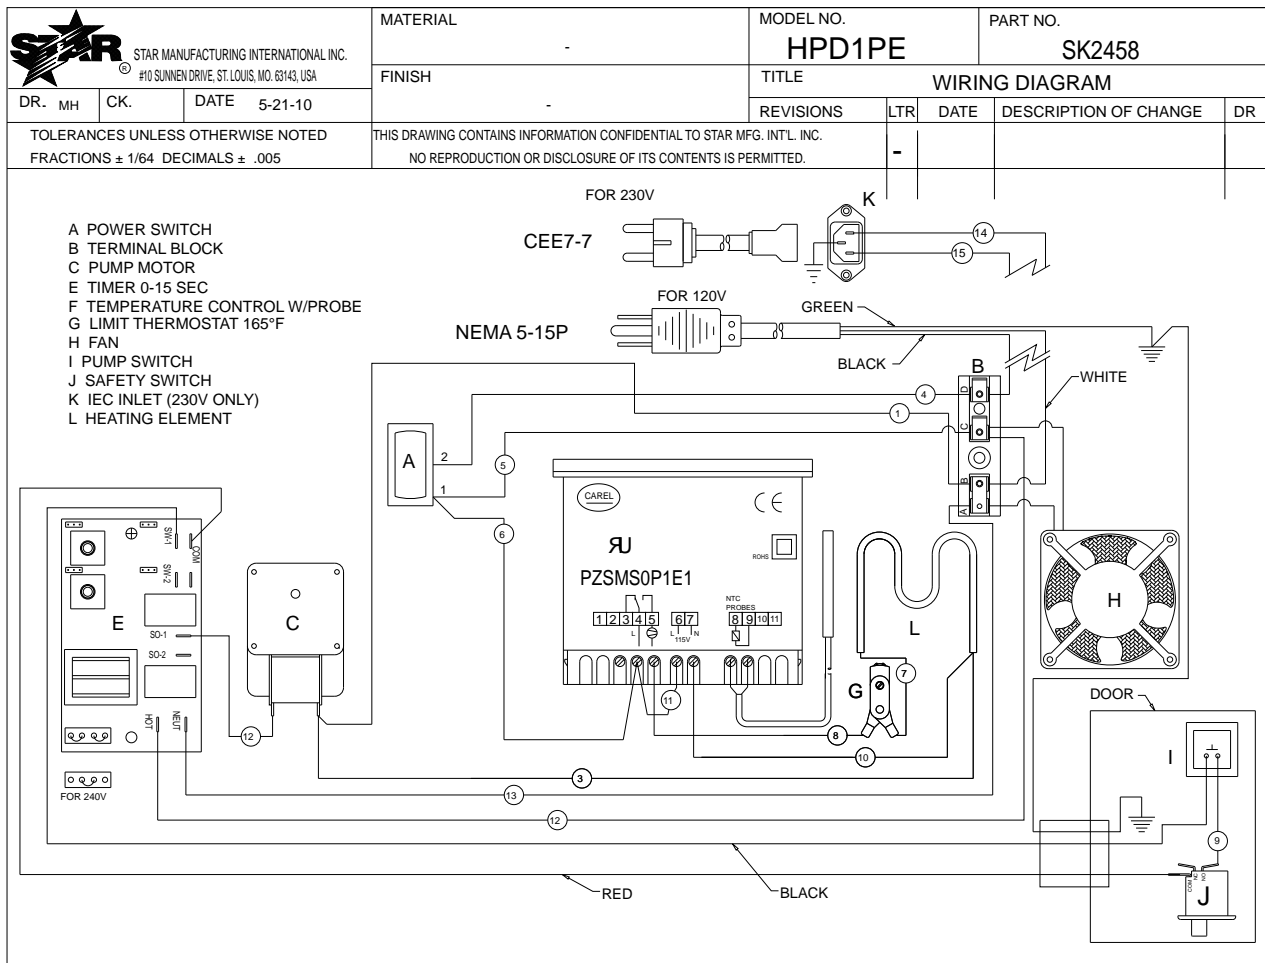 STAR
®
STAR MANUFACTURING INTERNATIONAL INC.
#10 SUNNEN DRIVE, ST. LOUIS, MO. 63143, USA
DR. MH
CK.
DATE 5-21-10
MATERIAL
-
FINISH
-
MODEL NO.
HPD1PE
PART NO.
SK2458
TITLE
WIRING DIAGRAM
REVISIONS
LTR
DATE
DESCRIPTION OF CHANGE
DR
-
TOLERANCES UNLESS OTHERWISE NOTED
FRACTIONS ± 1/64 DECIMALS ± .005
THIS DRAWING CONTAINS INFORMATION CONFIDENTIAL TO STAR MFG. INT'L. INC.
NO REPRODUCTION OR DISCLOSURE OF ITS CONTENTS IS PERMITTED.
A POWER SWITCH
B TERMINAL BLOCK
C PUMP MOTOR
E TIMER 0-15 SEC
F TEMPERATURE CONTROL W/PROBE
G LIMIT THERMOSTAT 165°F
H FAN
I PUMP SWITCH
J SAFETY SWITCH
K IEC INLET (230V ONLY)
L HEATING ELEMENT
FOR 230V
CEE7-7
K
14
15
FOR 120V
NEMA 5-15P
GREEN
BLACK
WHITE
B
D
C
B
A
4
1
5
6
A
2
1
CAREL
CE
ROHS
RU
PZSMS0P1E1
NTC
PROBES
1 2 3 4 5
6 7
8 9 10 11
L
L
N
115V
11
8
10
7
G
L
H
E
SW-1
COM
SW-2
SO-1
SO-2
HOT
NEUT
FOR 240V
C
12
3
13
12
RED
BLACK
DOOR
I
9
COM
NC
NO
J